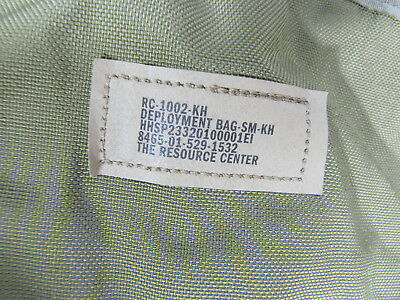 RC-1002-KH
DEPLOYMENT BAG-SM-KH
HHSP23320100001EI
8465-01-529-1532
THE RESOURCE CENTER